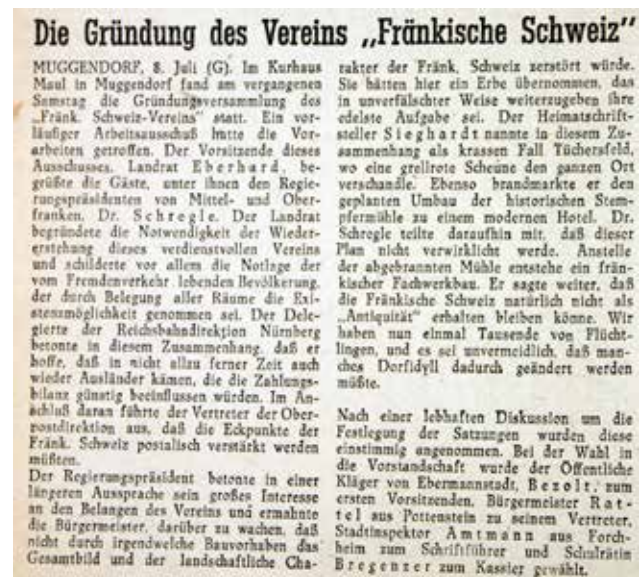 Die Gründung des Vereins „Fränkische Schweiz"
MUGGENDORF, 8. Juli (G). Im Kurhaus
Maul in Muggendorf fand am vergangenen
Samstag die Gründungsversammlung des
„Fränk. Schweiz-Vereins" statt. Ein vor-
läufiger Arbeitsausschuß hatte die Vor-
arbeiten getroffen. Der Vorsitzende dieses
Ausschusses, Landrat Eberhard, be-
grüßte die Gäste, unter ihnen den Regie-
rungspräsidenten von Mittel- und Ober-
franken, Dr. Schregle. Der Landrat
begründete die Notwendigkeit der Wieder-
erstehung dieses verdienstvollen Vereins
und schilderte vor allem die Notlage der
vom Fremdenverkehr lebenden Bevölkerung,
der durch Belegung aller Räume die Exi-
stenzmöglichkeit genommen sei. Der Dele-
gierte der Reichsbahndirektion Nürnberg
betonte in diesem Zusammenhang, daß er
hoffe, daß in nicht allzu ferner Zeit auch
wieder Ausländer kämen, die die Zahlungs-
bilanz günstig beeinflussen würden. Im An-
schluß daran führte der Vertreter der Ober-
postdirektion aus, daß die Eckpunkte der
Fränk. Schweiz postalisch verstärkt werden
müßten.
Der Regierungspräsident betonte in einer
längeren Aussprache sein großes Interesse
an den Belangen des Vereins und ermahnte
die Bürgermeister, darüber zu wachen, daß
nicht durch irgendwelche Bauvorhaben das
Gesamtbild und der landschaftliche Cha-
rakter der Fränk. Schweiz zerstört würde.
Sie hätten hier ein Erbe übernommen, das
in unverfälschter Weise weiterzugeben ihre
edelste Aufgabe sei. Der Heimatschrift-
steller Sieghardt nannte in diesem Zu-
sammenhang als krassen Fall Tüchersfeld,
wo eine grellrote Scheune den ganzen Ort
verschandle. Ebenso brandmarkte er den
geplanten Umbau der historischen Stem-
pfermühle zu einem modernen Hotel. Dr.
Schregle teilte daraufhin mit, daß dieser
Plan nicht verwirklicht werde. Anstelle
der abgebrannten Mühle entstehe ein frän-
kischer Fachwerkbau. Er sagte weiter, daß
die Fränkische Schweiz natürlich nicht als
„Antiquität" erhalten bleiben könne. Wir
haben nun einmal Tausende von Flücht-
lingen, und es sei unvermeidlich, daß man-
ches Dorfidyll dadurch geändert werden
müßte.
Nach einer lebhaften Diskussion um die
Festlegung der Satzungen wurden diese
einstimmig angenommen. Bei der Wahl in
die Vorstandschaft wurde der Öffentliche
Kläger von Ebermannstadt, Bezolt, zum
ersten Vorsitzenden, Bürgermeister Rat-
tel aus Pottenstein zu seinem Vertreter,
Stadtinspektor Amtmann aus Forch-
heim zum Schriftführer und Schulrätin
Bregenzer zum Kassier gewählt.